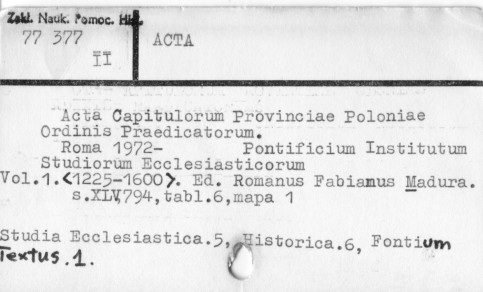 Zakł. Nauk. Pomoc. Hist.
77 377
II
ACTA
Acta Capitulorum Provinciae Poloniae
Ordinis Praedicatorum.
Roma 1972- Pontificium Institutum
Studiorum Ecclesiasticorum
Vol.1.<1225-1600>. Ed. Romanus Fabianus Madura.
s.XLV,794,tabl.6,mapa 1
Studia Ecclesiastica.5, Historica.6, Fontium
Textus.1.